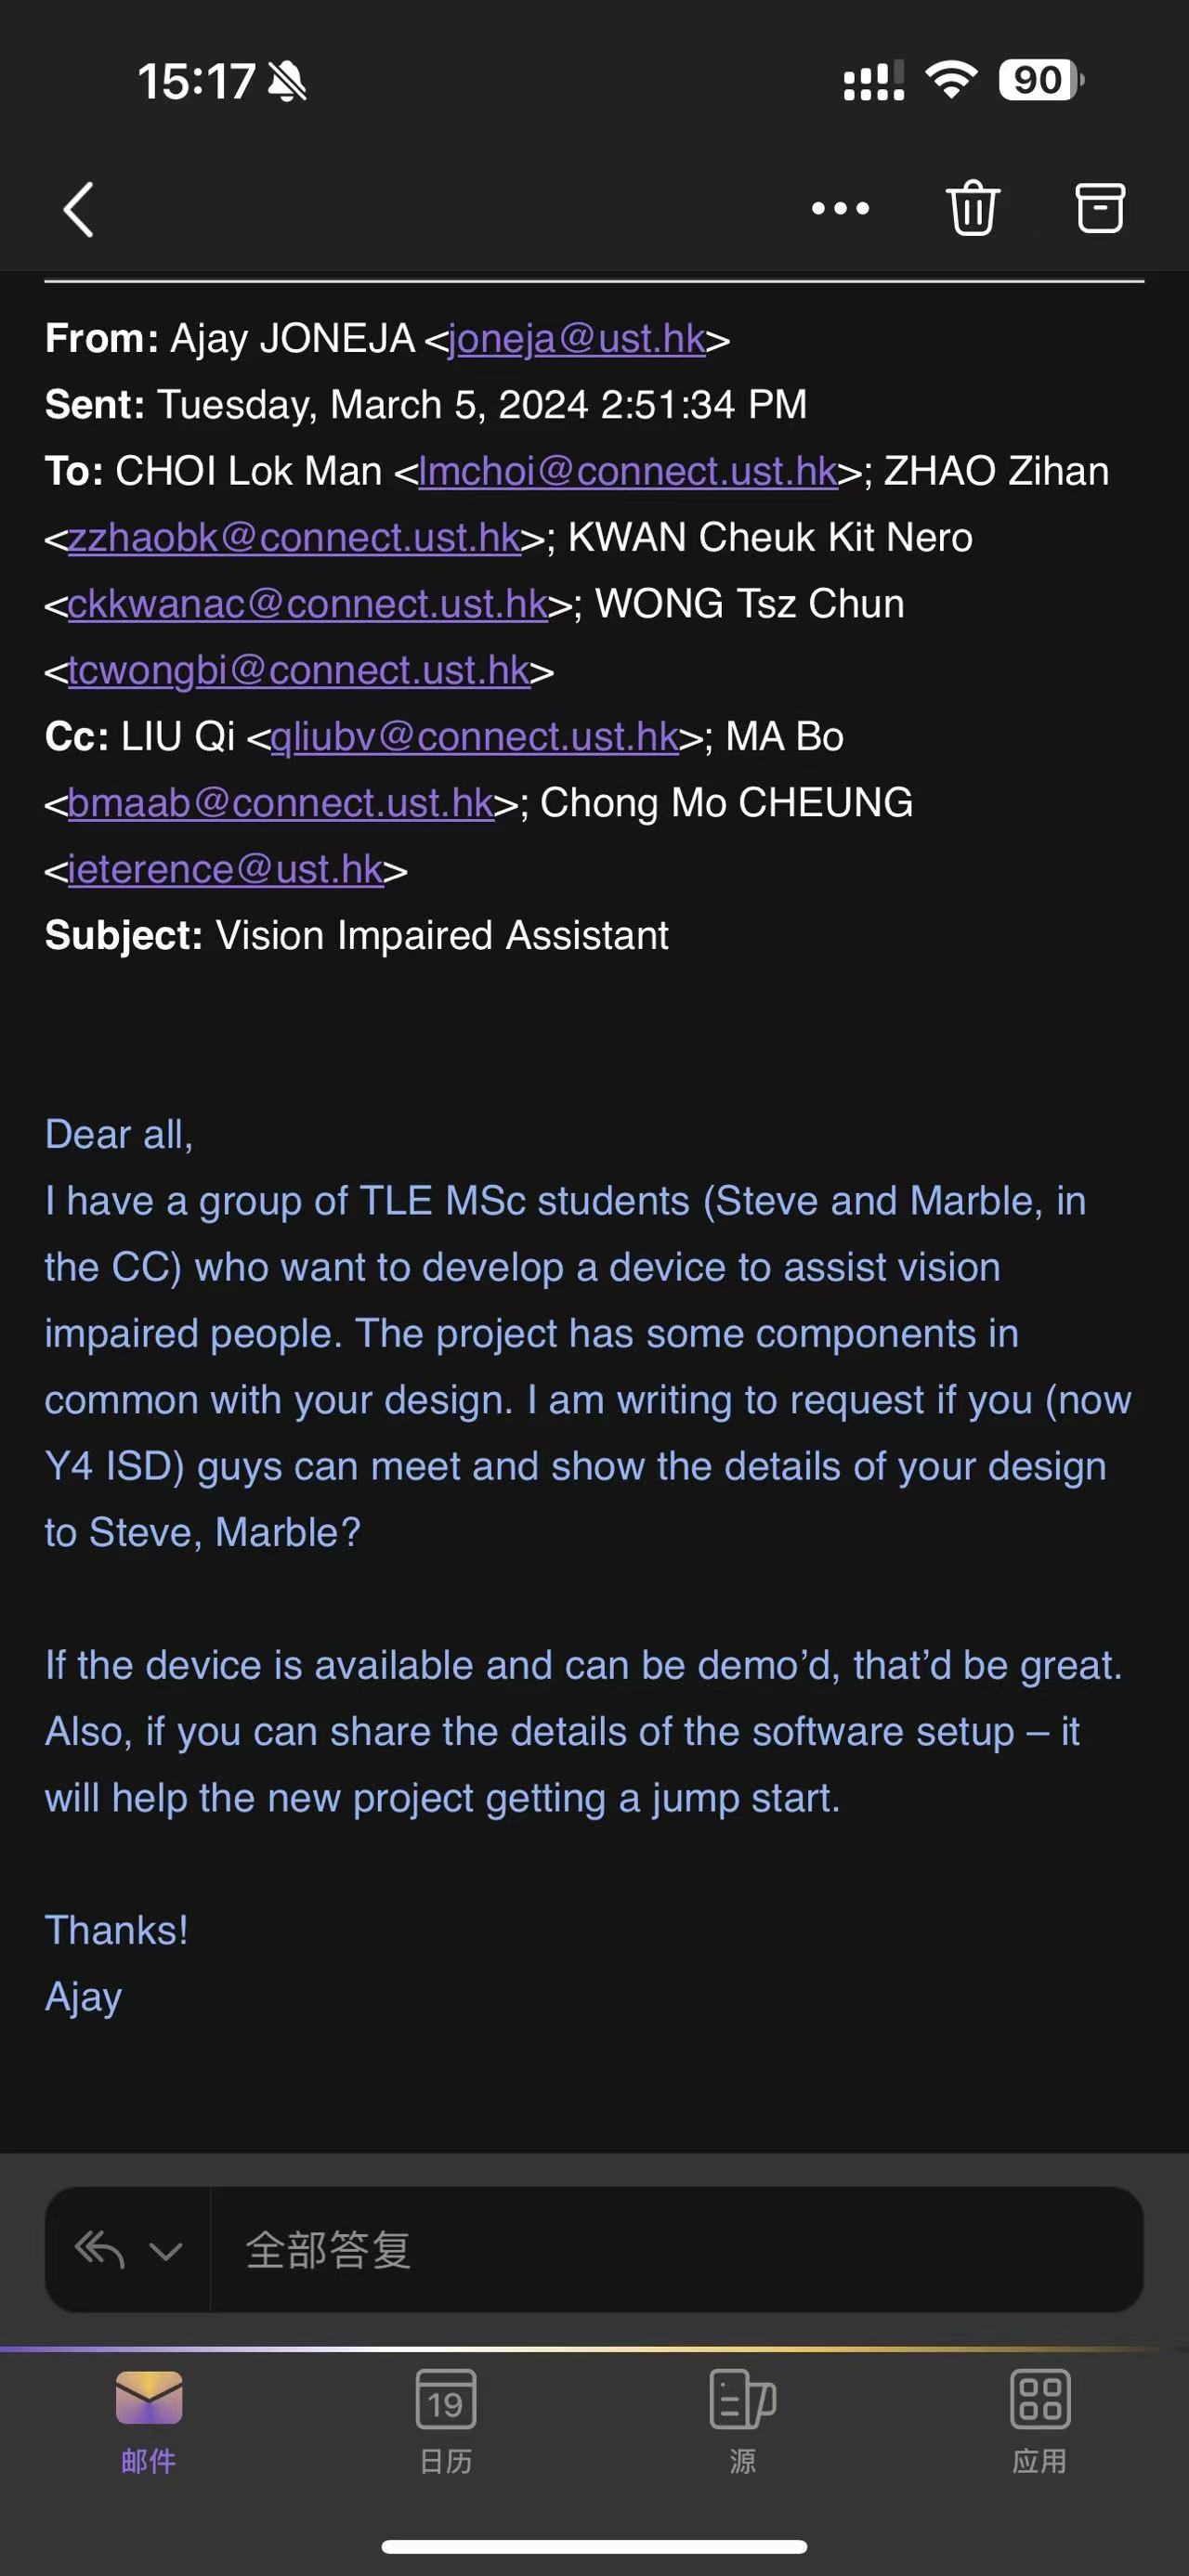 15:17
90
From: Ajay JONEJA <joneja@ust.hk>
Sent: Tuesday, March 5, 2024 2:51:34 PM
To: CHOI Lok Man <lmchoi@connect.ust.hk>; ZHAO Zihan
<zzhaobk@connect.ust.hk>; KWAN Cheuk Kit Nero
<ckkwanac@connect.ust.hk>; WONG Tsz Chun
<tcwongbi@connect.ust.hk>
Cc: LIU Qi <qliubv@connect.ust.hk>; MA Bo
<bmaab@connect.ust.hk>; Chong Mo CHEUNG
<ieterence@ust.hk>
Subject: Vision Impaired Assistant
Dear all,
I have a group of TLE MSc students (Steve and Marble, in
the CC) who want to develop a device to assist vision
impaired people. The project has some components in
common with your design. I am writing to request if you (now
Y4 ISD) guys can meet and show the details of your design
to Steve, Marble?
If the device is available and can be demo’d, that’d be great.
Also, if you can share the details of the software setup – it
will help the new project getting a jump start.
Thanks!
Ajay
全部答复
19
邮件 日历 源 应用